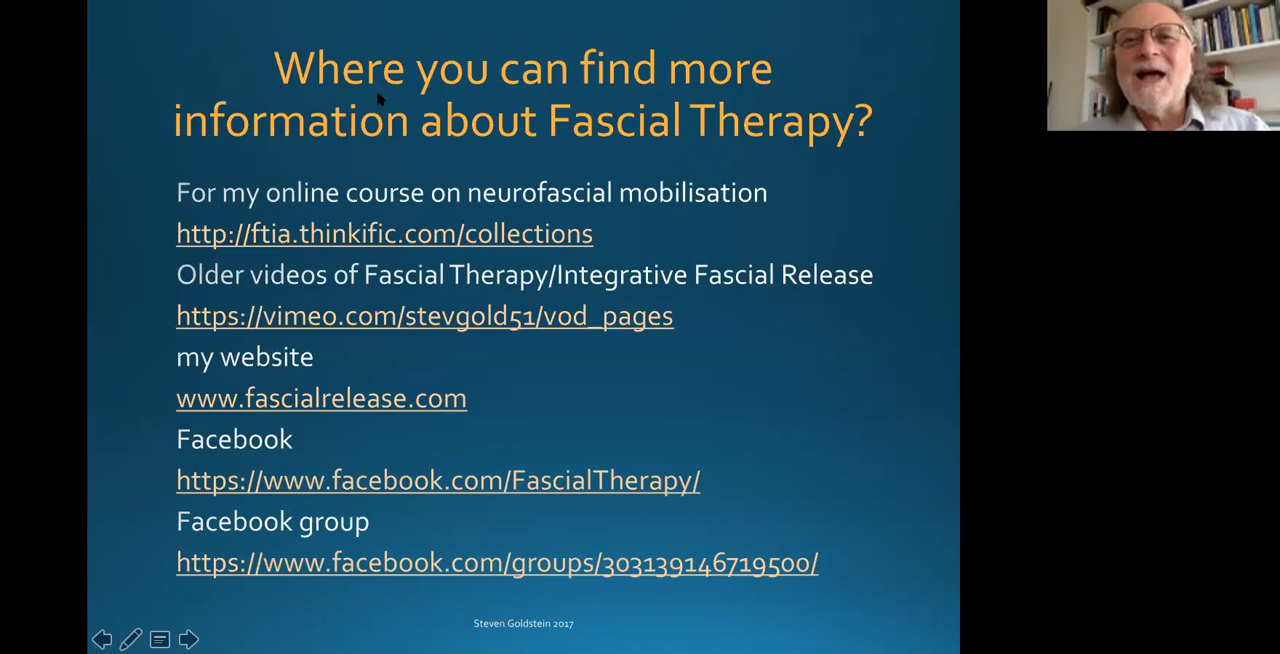 Where you can find more
information about Fascial Therapy?
For my online course on neurofascial mobilisation
http://ftia.thinkific.com/collections
Older videos of Fascial Therapy/Integrative Fascial Release
https://vimeo.com/stevgold51/vod_pages
my website
www.fascialrelease.com
Facebook
https://www.facebook.com/FascialTherapy/
Facebook group
https://www.facebook.com/groups/303139146719500/
Steven Goldstein 2017